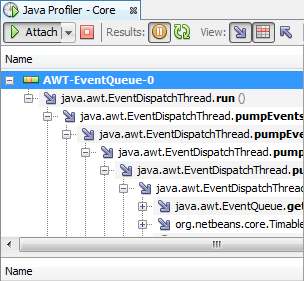 Java Profiler - Core
Attach Results: View:
Name
AWT-EventQueue-0
java.awt.EventDispatchThread.run ()
java.awt.EventDispatchThread.pumpEvents
java.awt.EventDispatchThread.pumpEve
java.awt.EventDispatchThread.pump
java.awt.EventDispatchThread.pu
java.awt.EventDispatchThread
java.awt.EventQueue.get
org.netbeans.core.Timable
Name